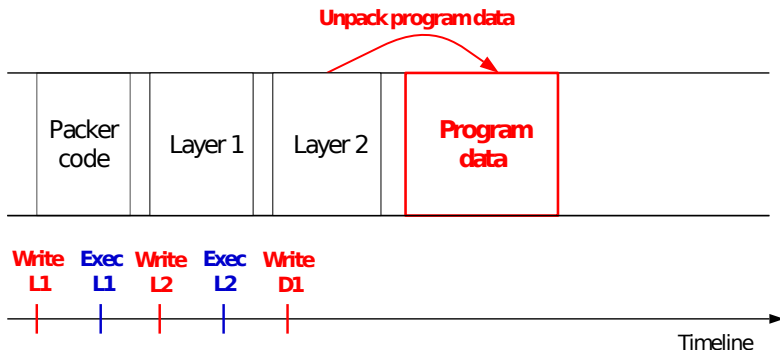 Unpack program data
Packer
code
Layer 1
Layer 2
Program
data
Write
L1
Exec
L1
Write
L2
Exec
L2
Write
D1
Timeline